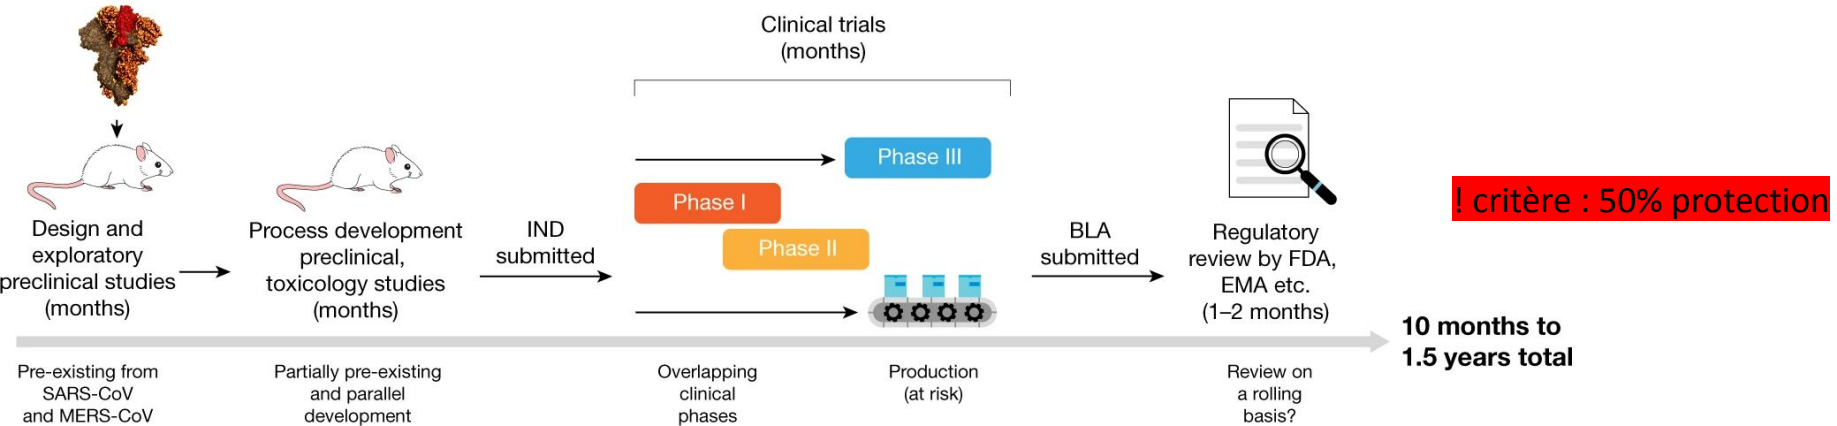 Clinical trials
(months)
Phase III
Phase I
Phase II
Design and
exploratory
preclinical studies
(months)
Process development
preclinical,
toxicology studies
(months)
IND
submitted
BLA
submitted
Regulatory
review by FDA,
EMA etc.
(1–2 months)
! critère : 50% protection
10 months to
1.5 years total
Pre-existing from
SARS-CoV
and MERS-CoV
Partially pre-existing
and parallel
development
Overlapping
clinical
phases
Production
(at risk)
Review on
a rolling
basis?